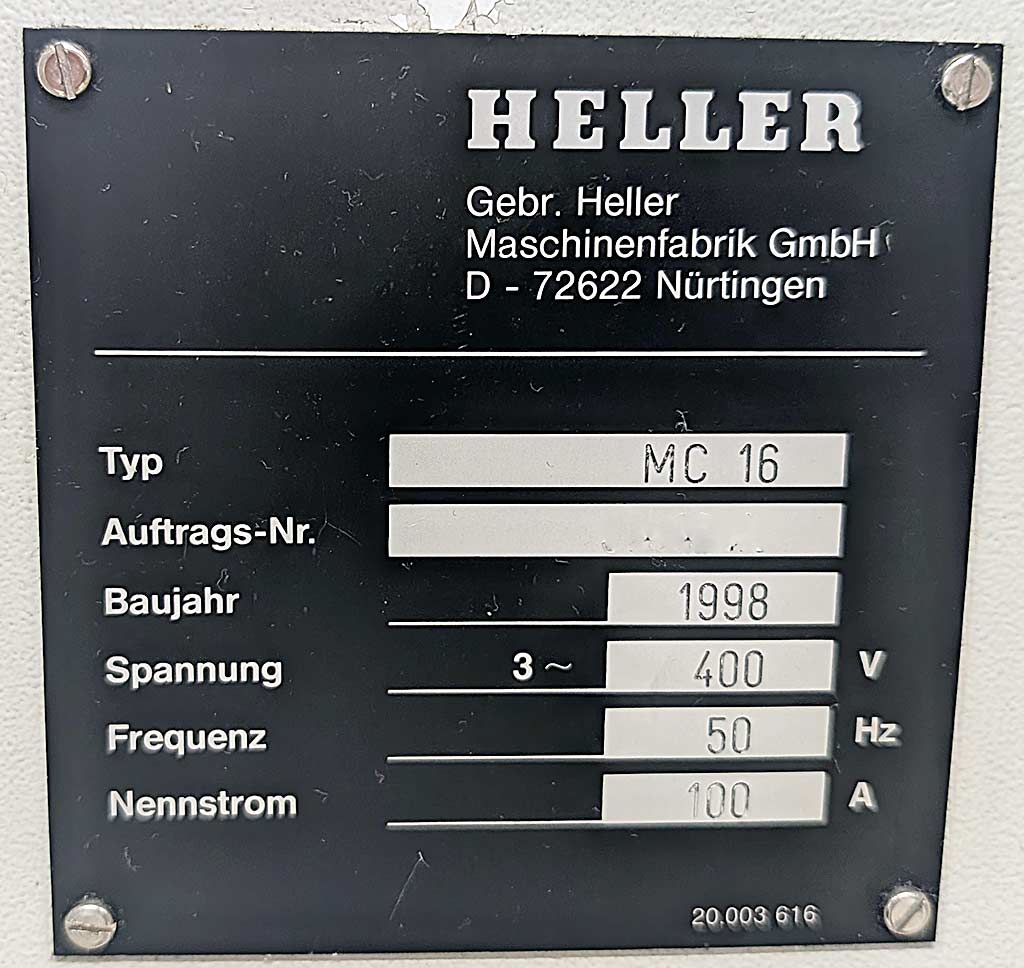 HELLER
Gebr. Heller
Maschinenfabrik GmbH
D - 72622 Nürtingen
Typ MC 16
Auftrags-Nr.
Baujahr 1998
Spannung 3 ~ 400 V
Frequenz 50 Hz
Nennstrom 100 A
20.003 616